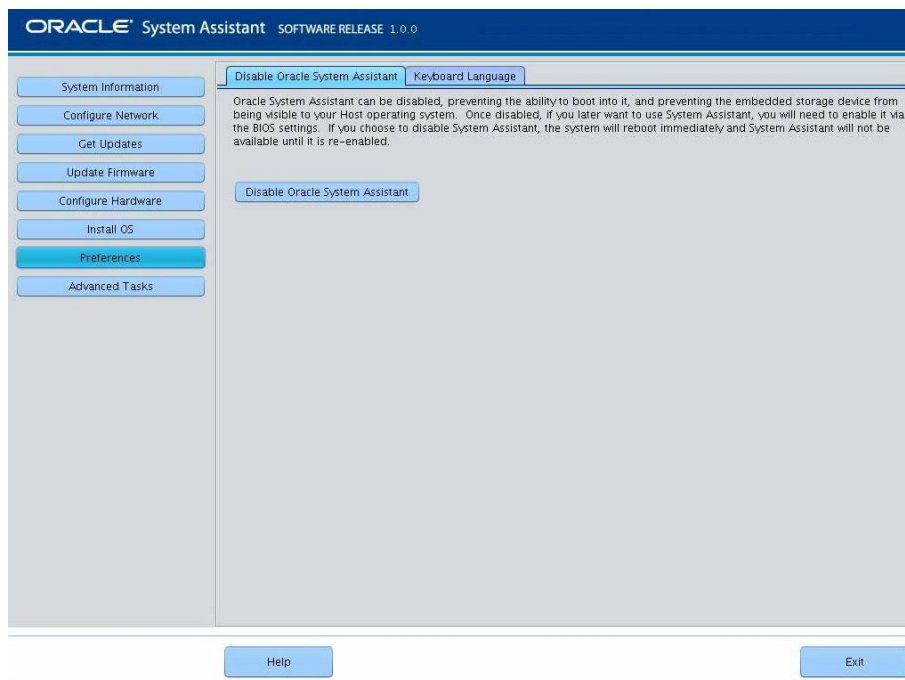 ORACLE System Assistant SOFTWARE RELEASE 1.0.0
System Information
Configure Network
Get Updates
Update Firmware
Configure Hardware
Install OS
Preferences
Advanced Tasks
Disable Oracle System Assistant
Keyboard Language
Oracle System Assistant can be disabled, preventing the ability to boot into it, and preventing the embedded storage device from
being visible to your Host operating system. Once disabled, if you later want to use System Assistant, you will need to enable it via
the BIOS settings. If you choose to disable System Assistant, the system will reboot immediately and System Assistant will not be
available until it is re-enabled.
Disable Oracle System Assistant
Help
Exit